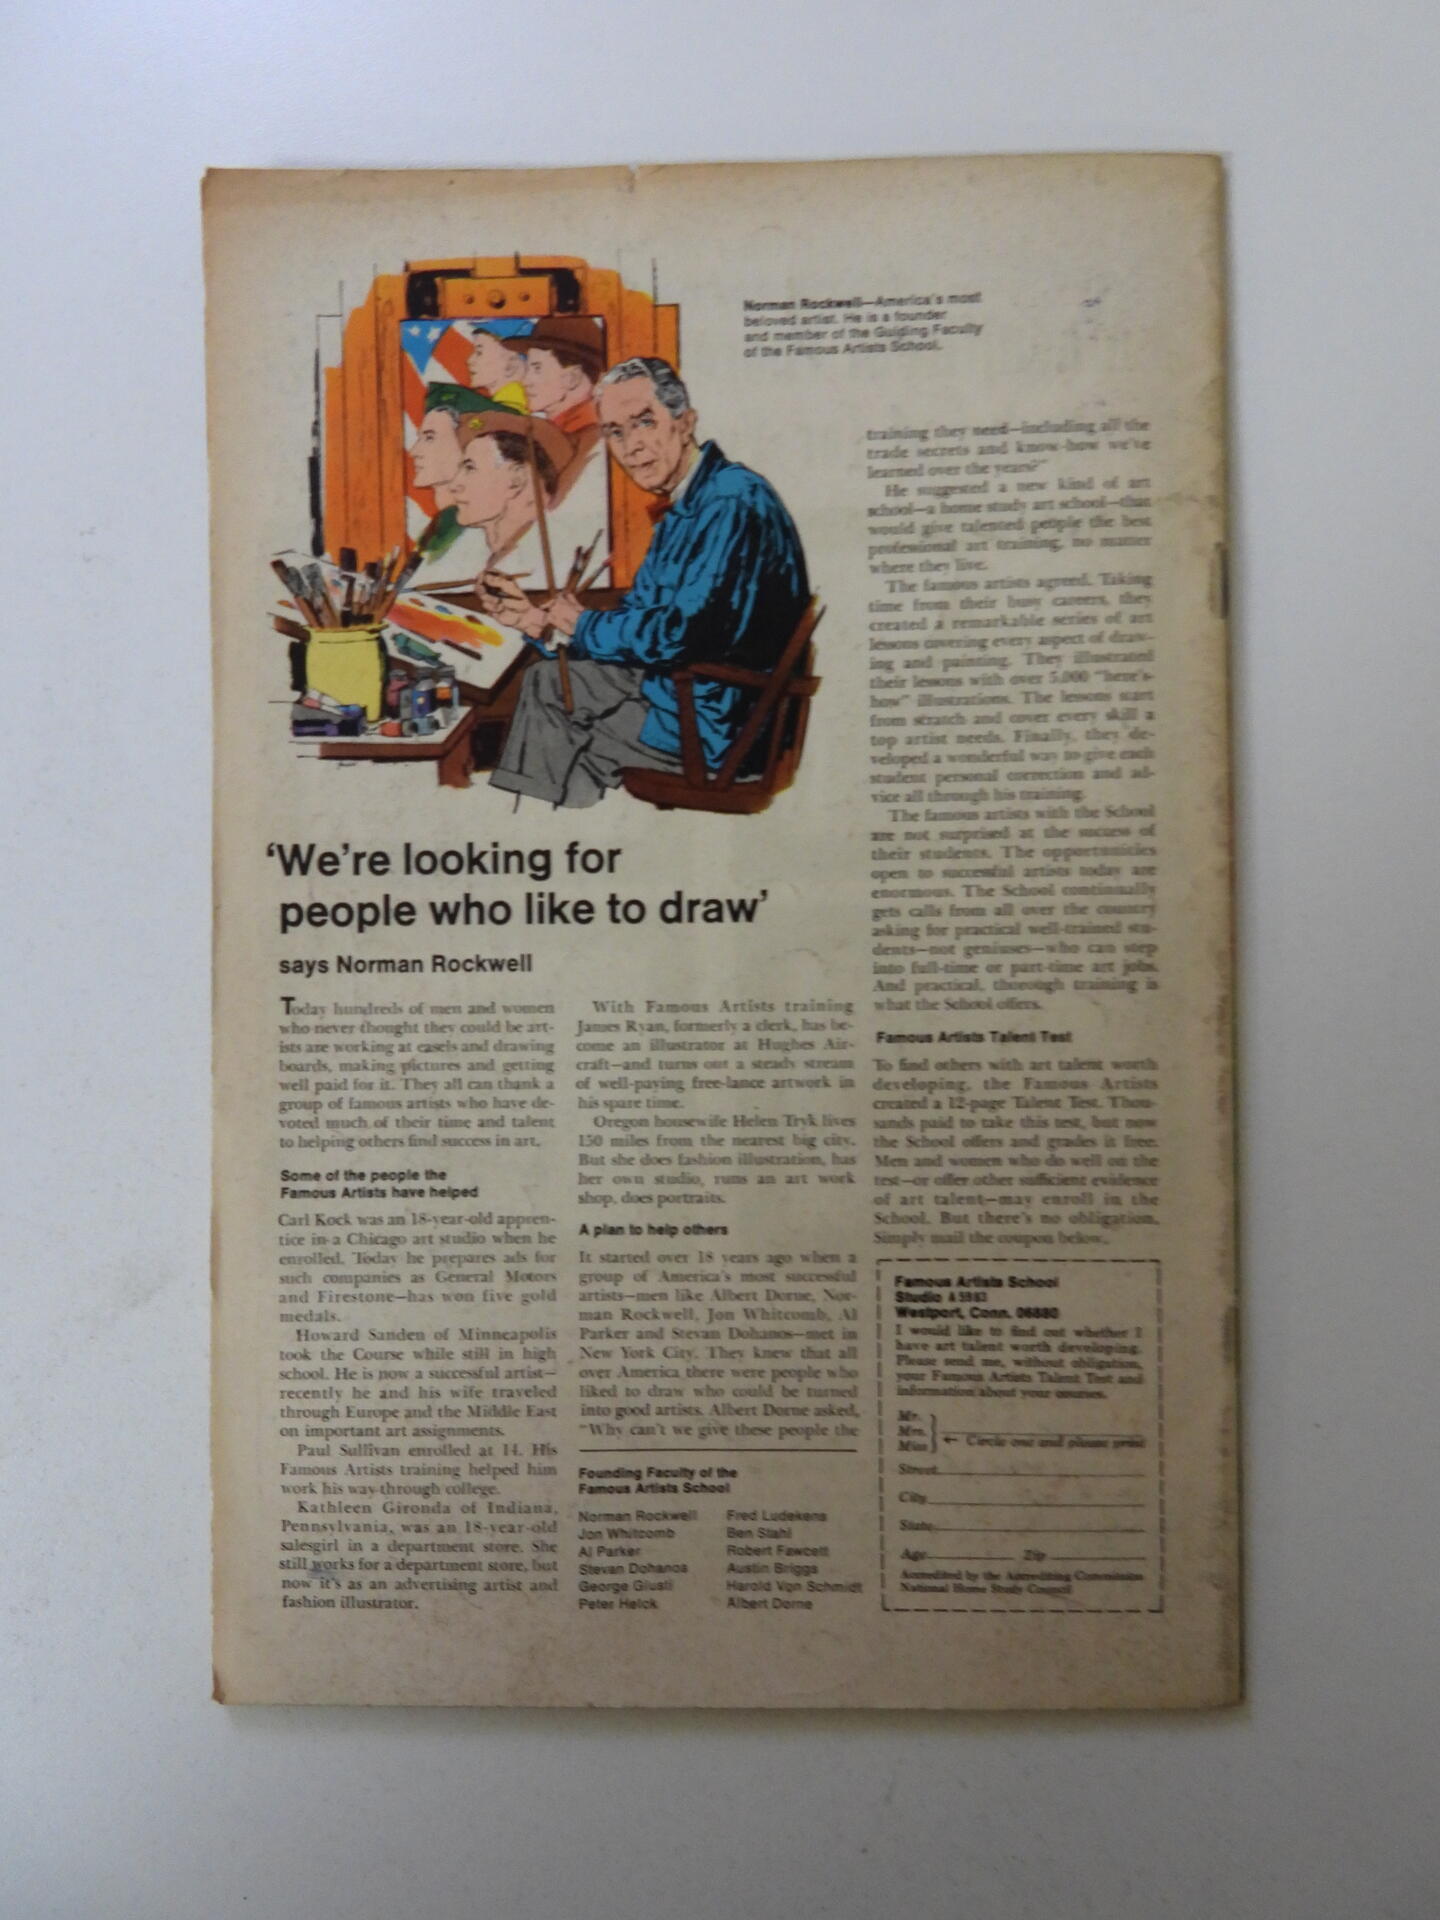 Norman Rockwell—America's most
beloved artist. He is a founder
and member of the Guiding Faculty
of the Famous Artists School.
'We're looking for
people who like to draw'
says Norman Rockwell
Today hundreds of men and women
who never thought they could be art-
ists are working at easels and drawing
boards, making pictures and getting
well paid for it. They all can thank a
group of famous artists who have de-
voted much of their time and talent
to helping others find success in art.
Some of the people the
Famous Artists have helped
Carl Kock was an 18-year-old appren-
tice in a Chicago art studio when he
enrolled. Today he prepares ads for
such companies as General Motors
and Firestone—has won five gold
medals.
Howard Sanden of Minneapolis
took the Course while still in high
school. He is now a successful artist—
recently he and his wife traveled
through Europe and the Middle East
on important art assignments.
Paul Sullivan enrolled at 14. His
Famous Artists training helped him
work his way through college.
Kathleen Gironda of Indiana,
Pennsylvania, was an 18-year-old
salesgirl in a department store. She
still works for a department store, but
now it's as an advertising artist and
fashion illustrator.
With Famous Artists training
James Ryan, formerly a clerk, has be-
come an illustrator at Hughes Air-
craft—and turns out a steady stream
of well-paying free-lance artwork in
his spare time.
Oregon housewife Helen Tryk lives
150 miles from the nearest big city.
But she does fashion illustration, has
her own studio, runs an art work
shop, does portraits.
A plan to help others
It started over 18 years ago when a
group of America's most successful
artists—men like Albert Dorne, Nor-
man Rockwell, Jon Whitcomb, Al
Parker and Stevan Dohanos—met in
New York City. They knew that all
over America there were people who
liked to draw who could be turned
into good artists. Albert Dorne asked,
"Why can't we give these people the
Founding Faculty of the
Famous Artists School
Norman Rockwell Fred Ludekens
Jon Whitcomb Ben Stahl
Al Parker Robert Fawcett
Stevan Dohanos Austin Briggs
George Giusti Harold Von Schmidt
Peter Helck Albert Dorne
training they need—including all the
trade secrets and know-how we've
learned over the years?"
He suggested a new kind of art
school—a home study art school—that
would give talented people the best
professional art training, no matter
where they live.
The famous artists agreed. Taking
time from their busy careers, they
created a remarkable series of art
lessons covering every aspect of draw-
ing and painting. They illustrated
their lessons with over 5,000 "here's-
how" illustrations. The lessons start
from scratch and cover every skill a
top artist needs. Finally, they de-
veloped a wonderful way to give each
student personal correction and ad-
vice all through his training.
The famous artists with the School
are not surprised at the success of
their students. The opportunities
open to successful artists today are
enormous. The School continually
gets calls from all over the country
asking for practical well-trained stu-
dents—not geniuses—who can step
into full-time or part-time art jobs.
And practical, thorough training is
what the School offers.
Famous Artists Talent Test
To find others with art talent worth
developing, the Famous Artists
created a 12-page Talent Test. Thou-
sands paid to take this test, but now
the School offers and grades it free.
Men and women who do well on the
test—or offer other sufficient evidence
of art talent—may enroll in the
School. But there's no obligation.
Simply mail the coupon below.
Famous Artists School
Studio
Westport, Conn. 06880
I would like to find out whether I
have art talent worth developing.
Please send me, without obligation,
your Famous Artists Talent Test and
information about your courses.
Mr.
Mrs.
Miss ← Circle one and please print
Street
City
State
Age Zip
Accredited by the Accrediting Commission
National Home Study Council